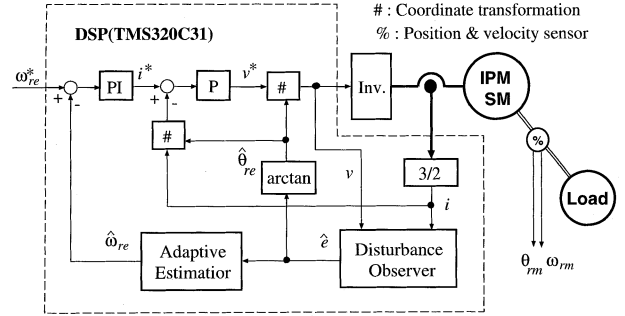 # : Coordinate transformation
% : Position & velocity sensor
DSP(TMS320C31)
ω*re
+
-
PI
i*
+
-
P
v*
#
Inv.
IPM
SM
#
θ̂re
arctan
v
3/2
i
%
Load
θrm ωrm
ω̂re
Adaptive
Estimatior
ê
Disturbance
Observer